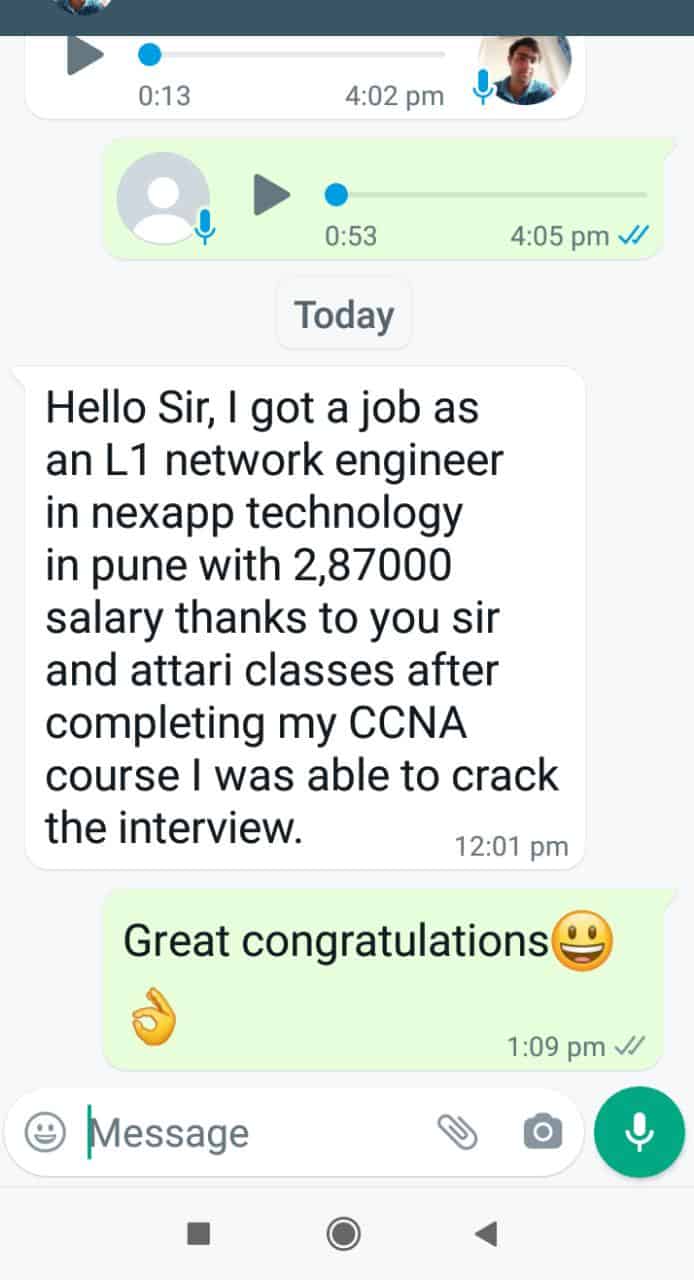 0:13 4:02 pm
0:53 4:05 pm
Today
Hello Sir, I got a job as
an L1 network engineer
in nexapp technology
in pune with 2,87000
salary thanks to you sir
and attari classes after
completing my CCNA
course I was able to crack
the interview.
12:01 pm
Great congratulations😃
👌
1:09 pm
Message